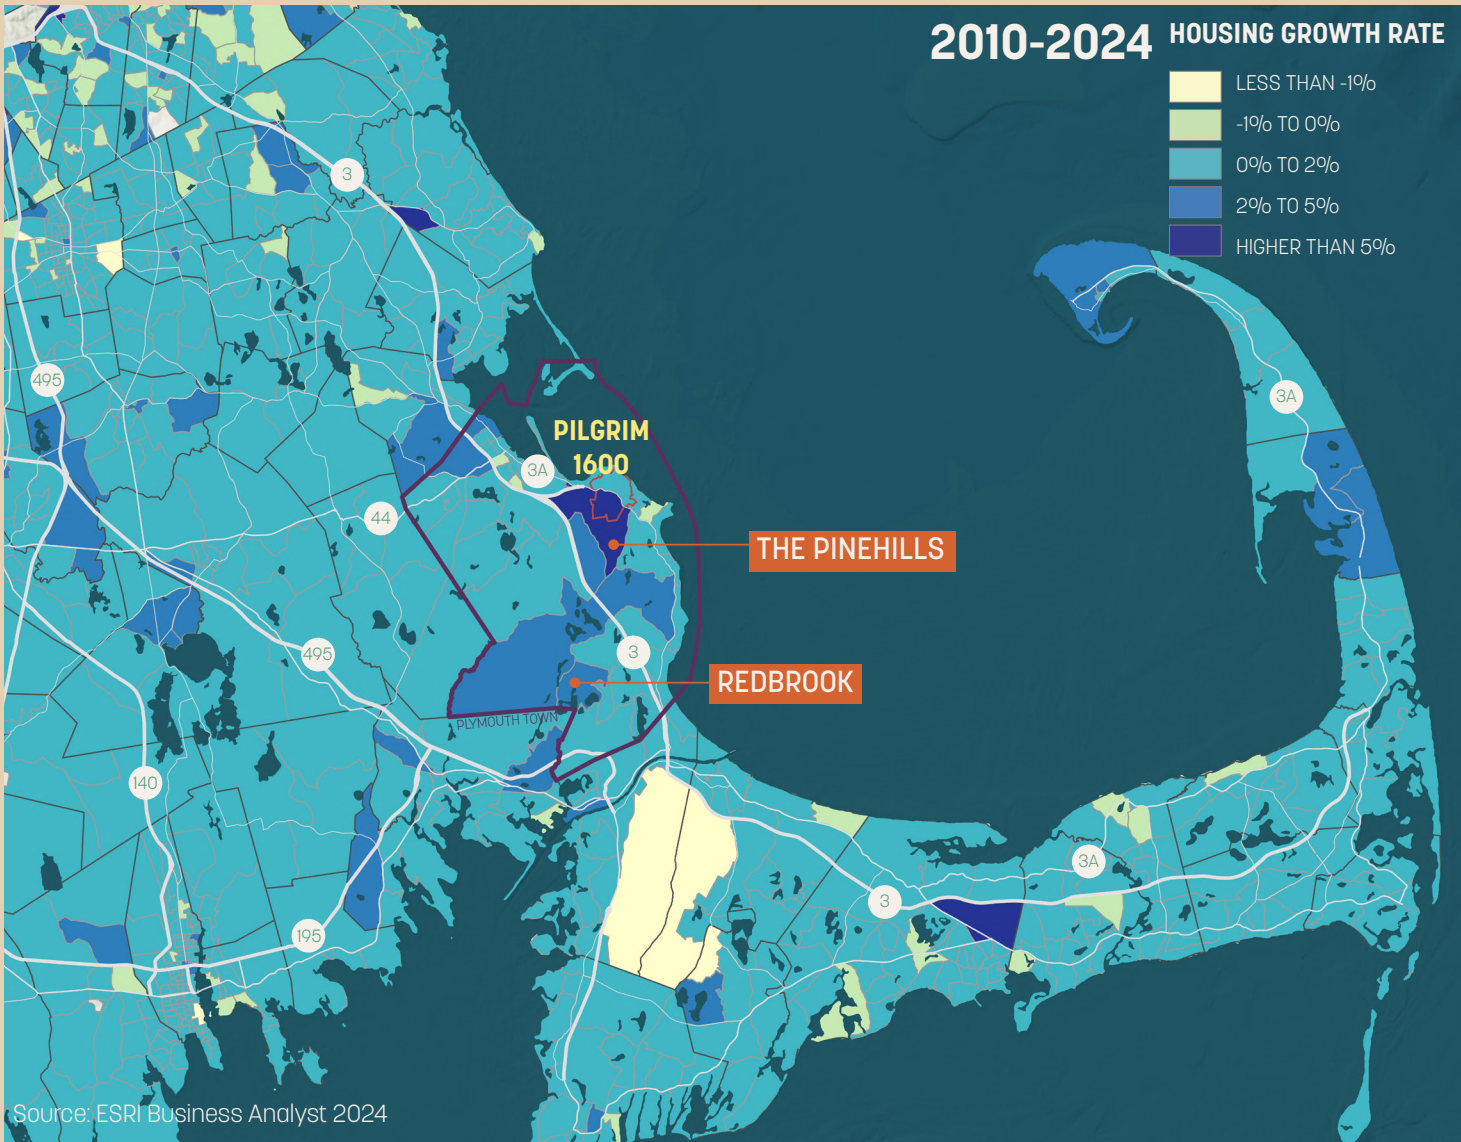 2010-2024
HOUSING GROWTH RATE
LESS THAN -1%
-1% TO 0%
0% TO 2%
2% TO 5%
HIGHER THAN 5%
3
495
3A
PILGRIM
1600
3A
44
THE PINEHILLS
495
3
REDBROOK
PLYMOUTH TOWN
140
3A
3
195
Source: ESRI Business Analyst 2024